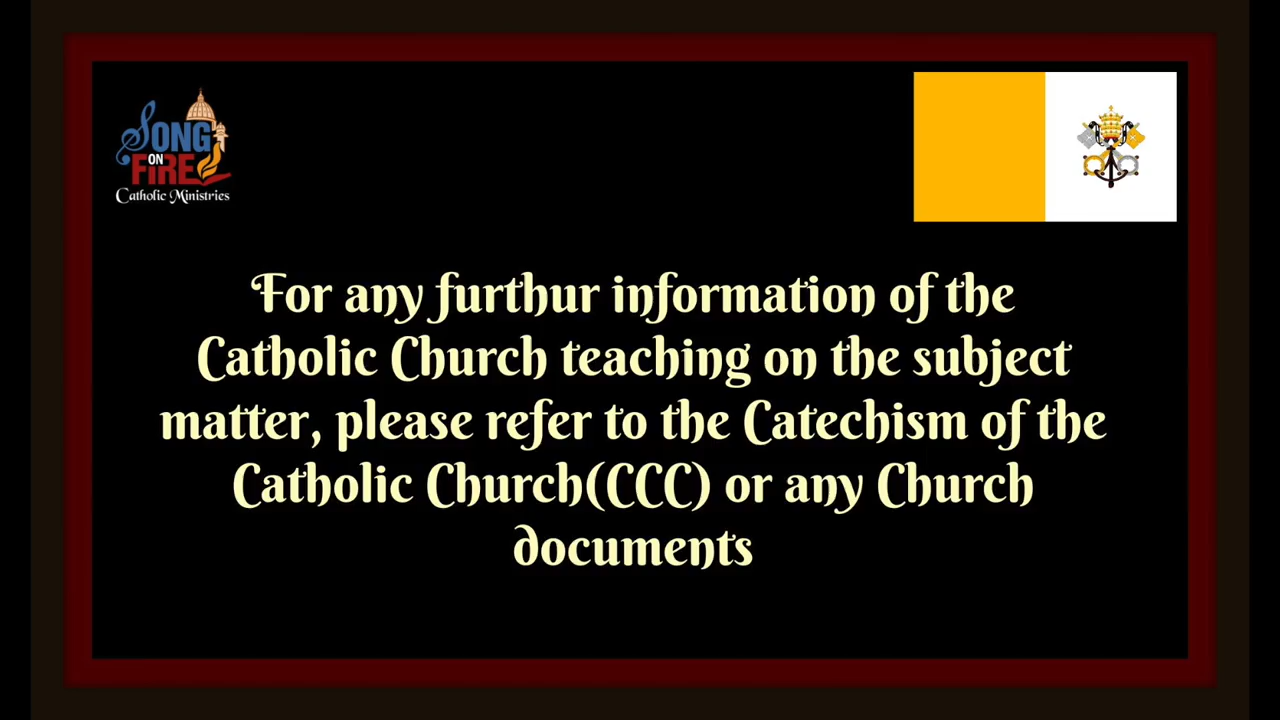 SONG
ON
FIRE
Catholic Ministries
For any furthur information of the
Catholic Church teaching on the subject
matter, please refer to the Catechism of the
Catholic Church(CCC) or any Church
documents